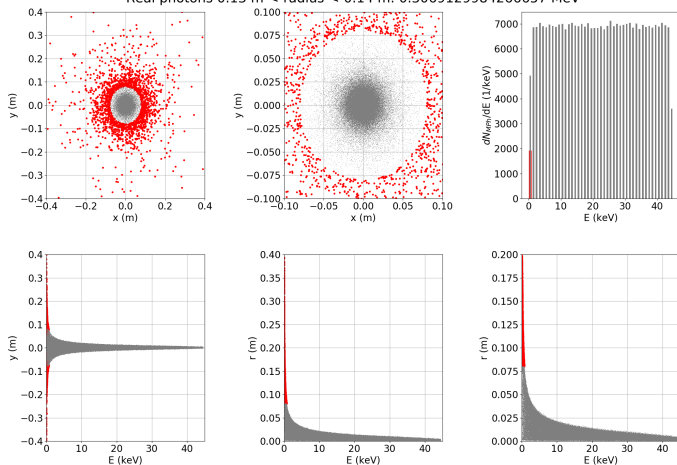 Real photons 0.13 m < radius < 0.14 m:
0.4 0.3 0.2 0.1 0.0 −0.1 −0.2 −0.3 −0.4
y (m)
−0.4 −0.2 0.0 0.2 0.4
x (m)
0.100 0.075 0.050 0.025 0.000 −0.025 −0.050 −0.075 −0.100
y (m)
−0.10 −0.05 0.00 0.05 0.10
x (m)
7000 6000 5000 4000 3000 2000 1000 0
dN_MPh/dE (1/keV)
0 10 20 30 40
E (keV)
0.4 0.3 0.2 0.1 0.0 −0.1 −0.2 −0.3 −0.4
y (m)
0 10 20 30 40
E (keV)
0.40 0.35 0.30 0.25 0.20 0.15 0.10 0.05 0.00
r (m)
0 10 20 30 40
E (keV)
0.200 0.175 0.150 0.125 0.100 0.075 0.050 0.025 0.000
r (m)
0 10 20 30 40
E (keV)